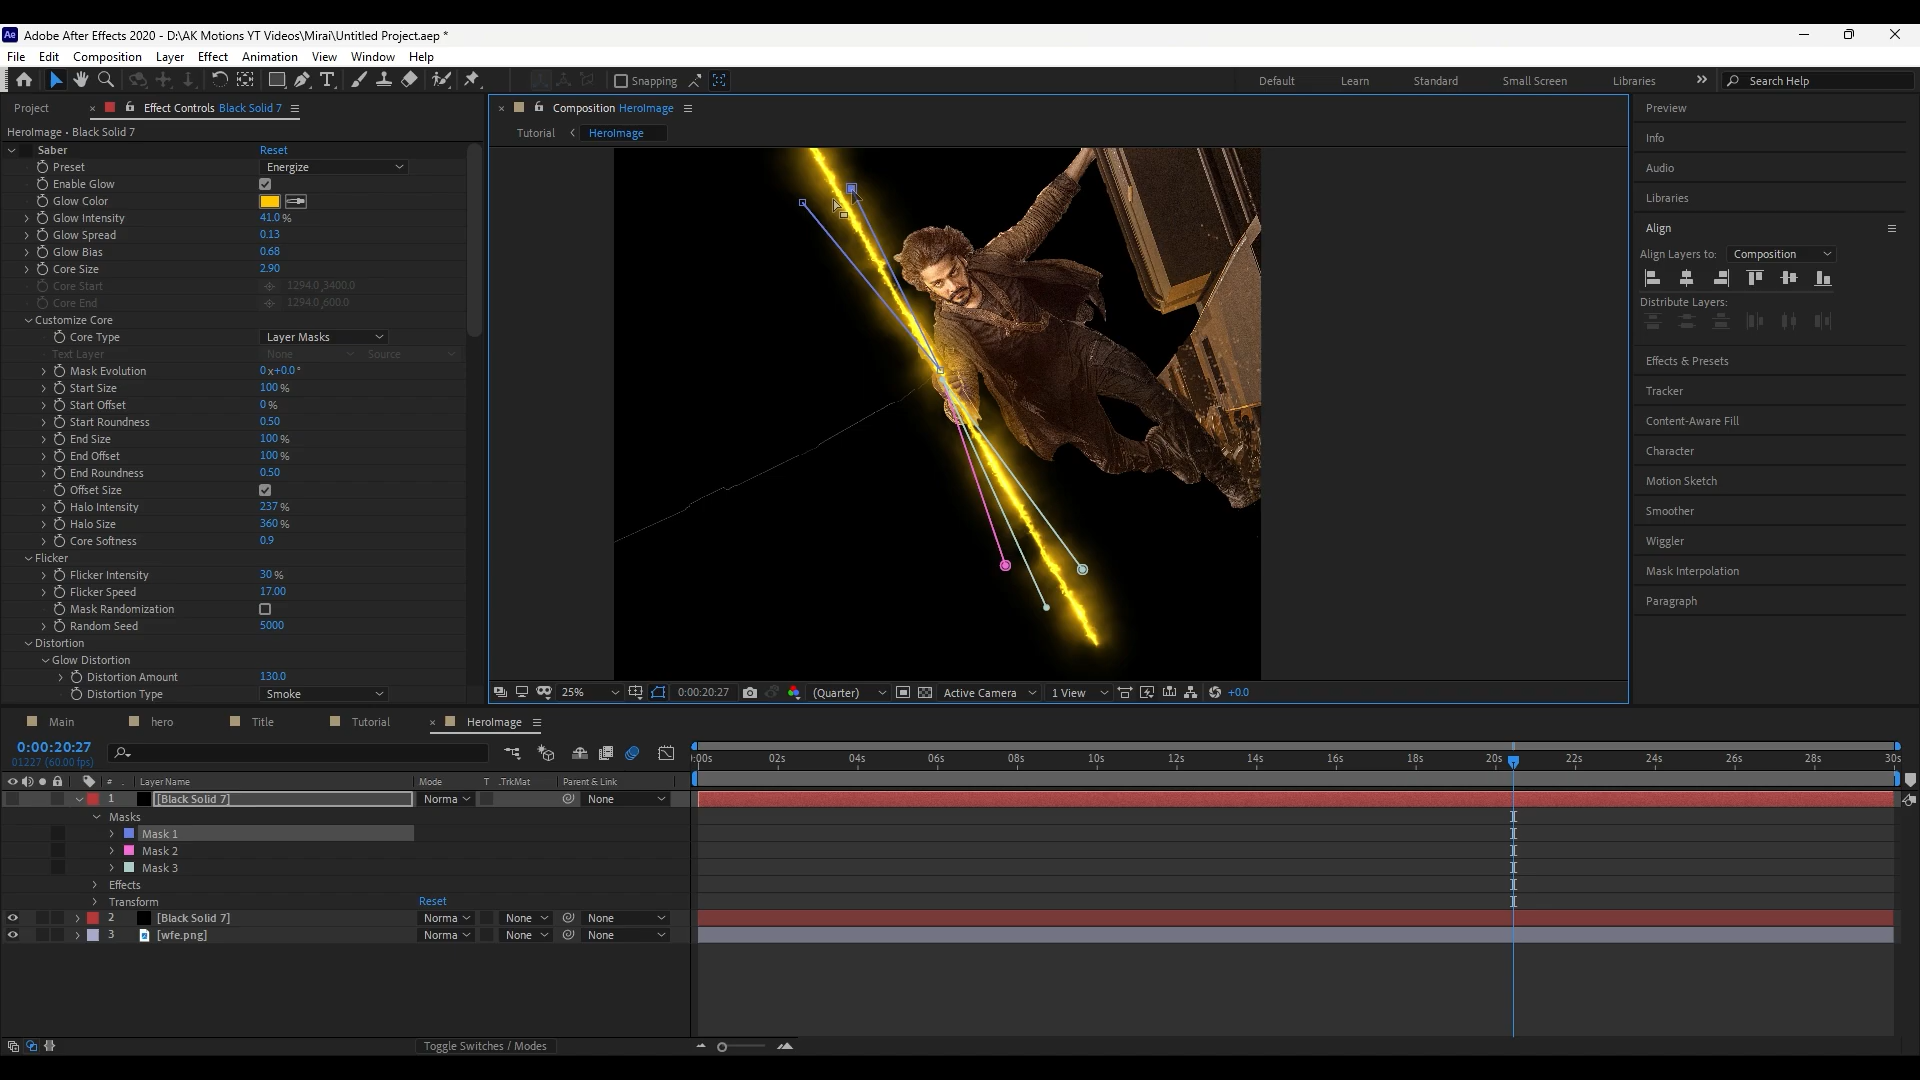 Adobe After Effects 2020 - D:\AK Motions YT Videos\Mirai\Untitled Project.aep *
File Edit Composition Layer Effect Animation View Window Help
Snapping Default Learn Standard Small Screen Libraries Search Help
Project Effect Controls Black Solid 7
HeroImage • Black Solid 7
Saber Reset
Preset Energize
Enable Glow
Glow Color
Glow Intensity 41.0 %
Glow Spread 0.13
Glow Bias 0.68
Core Size 2.90
Core Start 1294.0,3400.0
Core End 1294.0,600.0
Customize Core
Core Type Layer Masks
Text Layer None Source
Mask Evolution 0x+0.0°
Start Size 100 %
Start Offset 0 %
Start Roundness 0.50
End Size 100 %
End Offset 100 %
End Roundness 0.50
Offset Size
Halo Intensity 237 %
Halo Size 360 %
Core Softness 0.9
Flicker
Flicker Intensity 30 %
Flicker Speed 17.00
Mask Randomization
Random Seed 5000
Distortion
Glow Distortion
Distortion Amount 130.0
Distortion Type Smoke
Composition HeroImage
Tutorial HeroImage
25% 0:00:20:27 (Quarter) Active Camera 1 View +0.0
Preview
Info
Audio
Libraries
Align
Align Layers to: Composition
Distribute Layers:
Effects & Presets
Tracker
Content-Aware Fill
Character
Paragraph
Motion Sketch
Smoother
Wiggler
Mask Interpolation
Main hero Title Tutorial HeroImage
0:00:20:27
01227 (60.00 fps)
# Layer Name Mode T .TrkMat Parent & Link
:00s 02s 04s 06s 08s 10s 12s 14s 16s 18s 20s 22s 24s 26s 28s 30s
1 [Black Solid 7] Norma None
Masks
Mask 1
Mask 2
Mask 3
Effects
Transform Reset
2 [Black Solid 7] Norma None None
3 [wfe.png] Norma None None
Toggle Switches / Modes